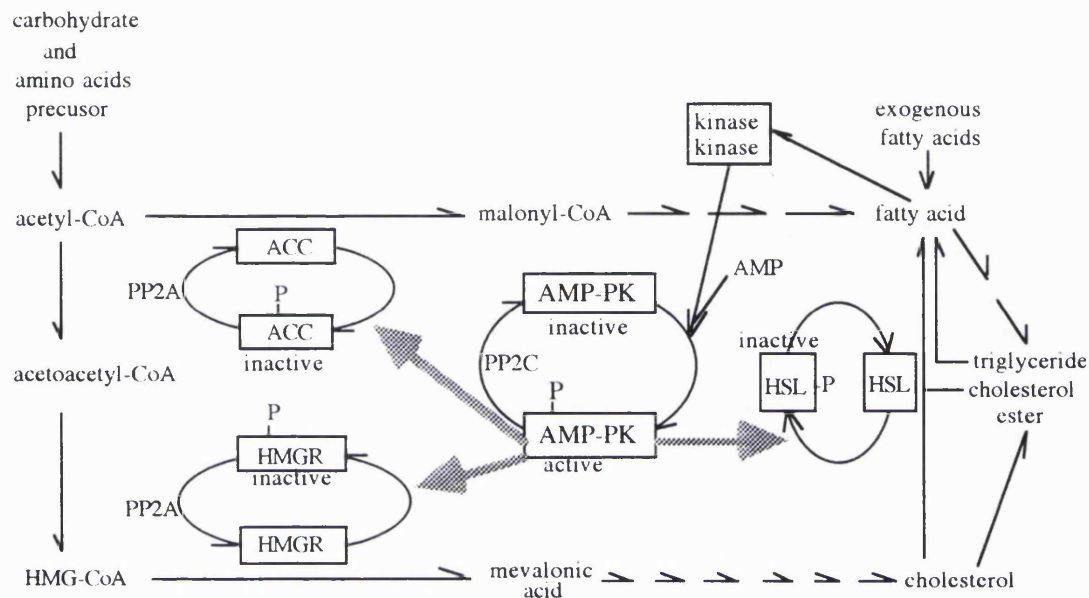 carbohydrate
and
amino acids
precusor
kinase
kinase
exogenous
fatty acids
acetyl-CoA
malonyl-CoA
fatty acid
ACC
PP2A
P
ACC
inactive
AMP-PK
inactive
AMP
PP2C
P
AMP-PK
active
inactive
HSL
-P
HSL
triglyceride
cholesterol
ester
acetoacetyl-CoA
P
HMGR
inactive
PP2A
HMGR
HMG-CoA
mevalonic
acid
cholesterol